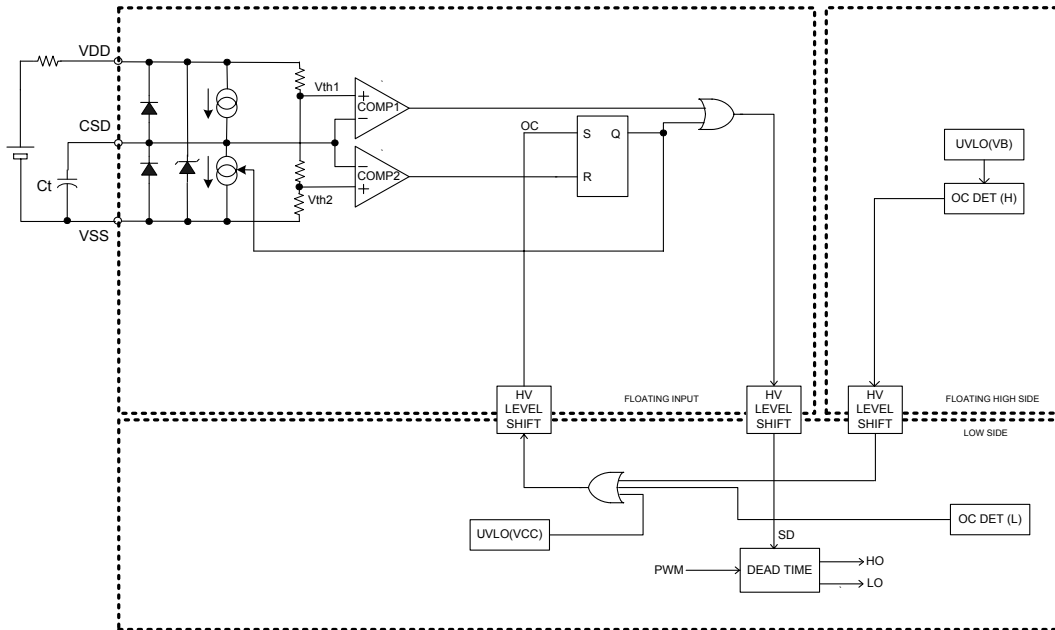 VDD
Vth1
COMP1
CSD
OC
S
Q
UVLO(VB)
COMP2
R
Ct
Vth2
OC DET (H)
VSS
HV
LEVEL
SHIFT
FLOATING INPUT
HV
LEVEL
SHIFT
HV
LEVEL
SHIFT
FLOATING HIGH SIDE
LOW SIDE
UVLO(VCC)
OC DET (L)
SD
PWM
DEAD TIME
HO
LO